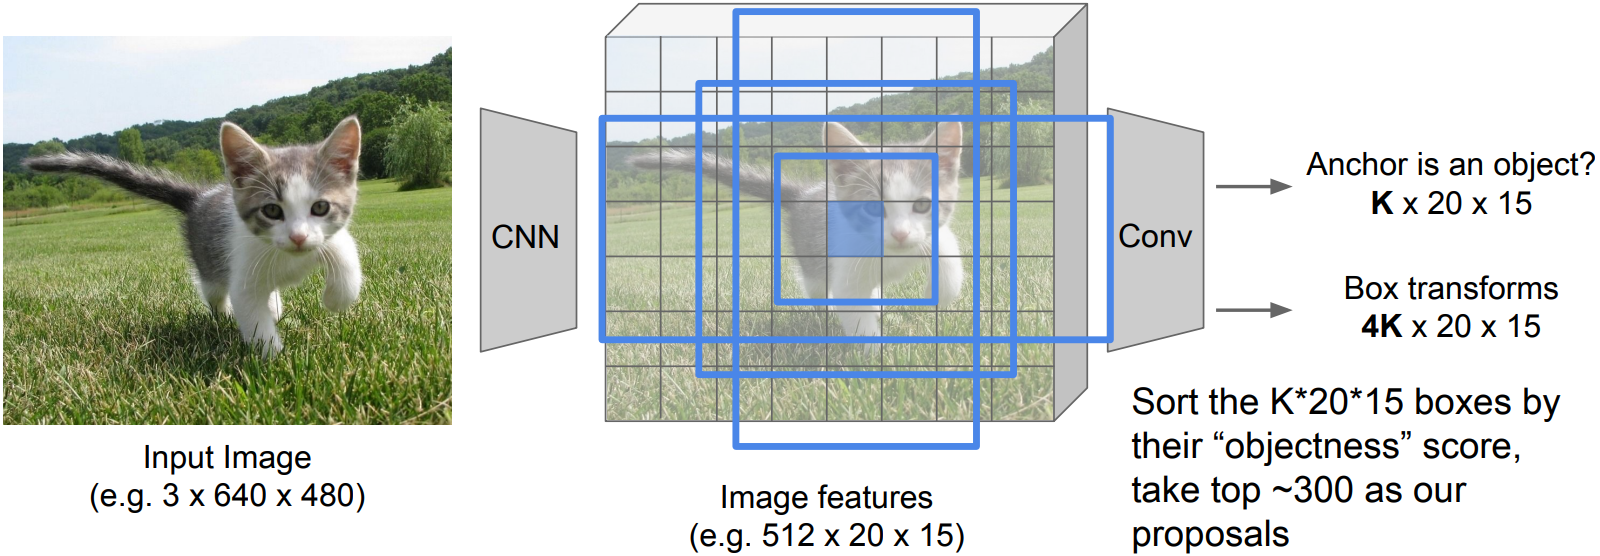 CNN
Conv
Anchor is an object?
K x 20 x 15
Box transforms
4K x 20 x 15
Input Image
(e.g. 3 x 640 x 480)
Image features
(e.g. 512 x 20 x 15)
Sort the K*20*15 boxes by
their “objectness” score,
take top ~300 as our
proposals